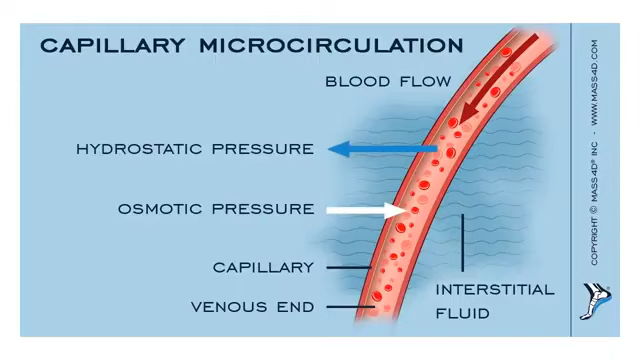 CAPILLARY MICROCIRCULATION
BLOOD FLOW
HYDROSTATIC PRESSURE
OSMOTIC PRESSURE
CAPILLARY
VENOUS END
INTERSTITIAL
FLUID
COPYRIGHT © MASS4D® INC - WWW.MASS4D.COM